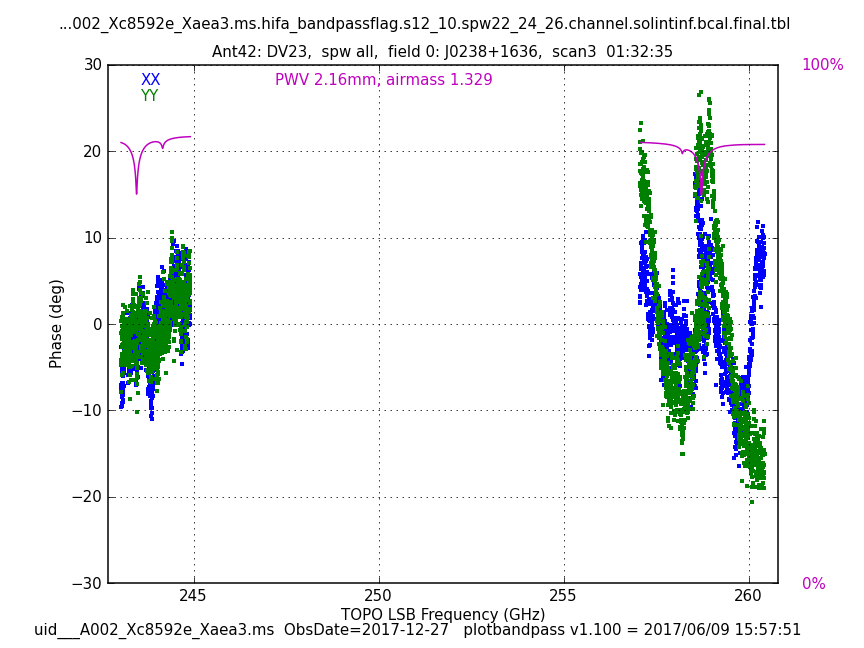 ...002_Xc8592e_Xaea3.ms.hifa_bandpassflag.s12_10.spw22_24_26.channel.solintinf.bcal.final.tbl
Ant42: DV23,  spw all,  field 0: J0238+1636,  scan3  01:32:35
XX
YY
PWV 2.16mm, airmass 1.329
100%
0%
30
20
10
0
−10
−20
−30
Phase (deg)
245
250
255
260
TOPO LSB Frequency (GHz)
uid___A002_Xc8592e_Xaea3.ms  ObsDate=2017-12-27   plotbandpass v1.100 = 2017/06/09 15:57:51